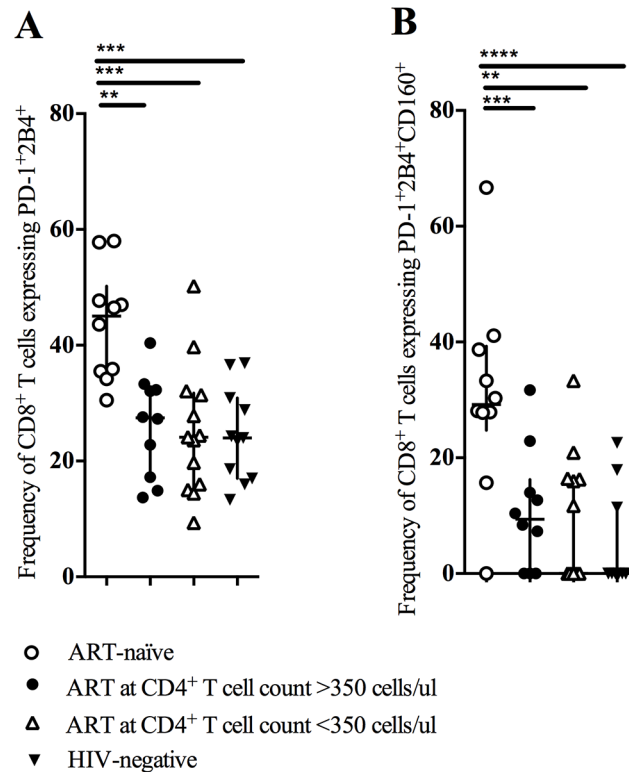 A
***
***
**
Frequency of CD8⁺ T cells expressing PD-1⁺2B4⁺
80
60
40
20
0
B
****
**
***
Frequency of CD8⁺ T cells expressing PD-1⁺2B4⁺CD160⁺
80
60
40
20
0
ART-naïve
ART at CD4⁺ T cell count >350 cells/ul
ART at CD4⁺ T cell count <350 cells/ul
HIV-negative